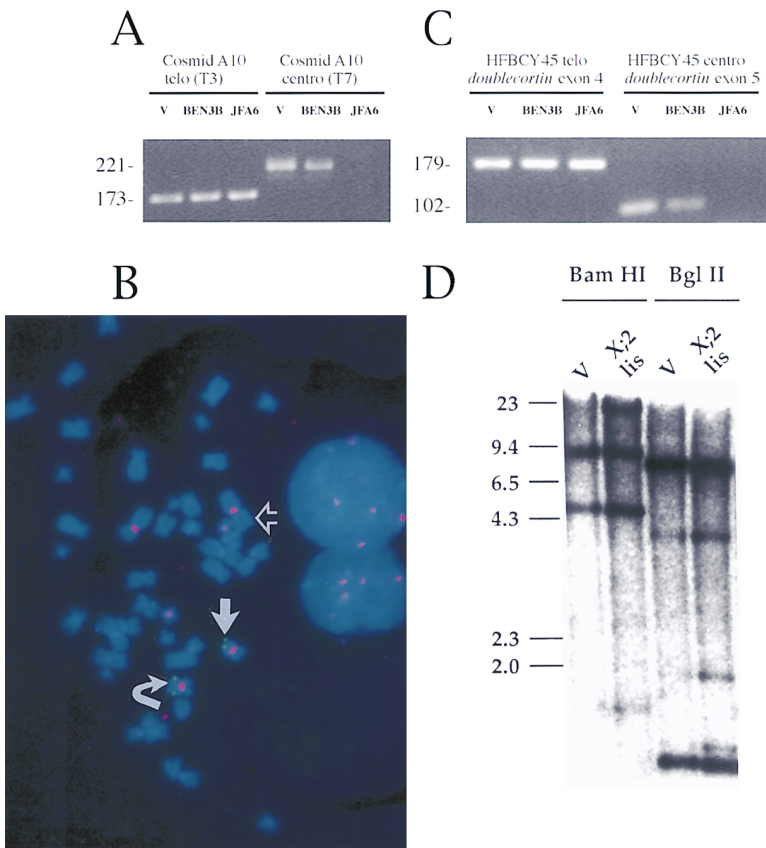 A
Cosmid A10
telo (T3)
Cosmid A10
centro (T7)
V BEN3B JFA6 V BEN3B JFA6
221-
173-
C
HFBCY45 telo
doublecortin exon 4
HFBCY45 centro
doublecortin exon 5
V BEN3B JFA6 V BEN3B JFA6
179-
102-
B
D
Bam HI Bgl II
V X;2 lis V X;2 lis
23
9.4
6.5
4.3
2.3
2.0